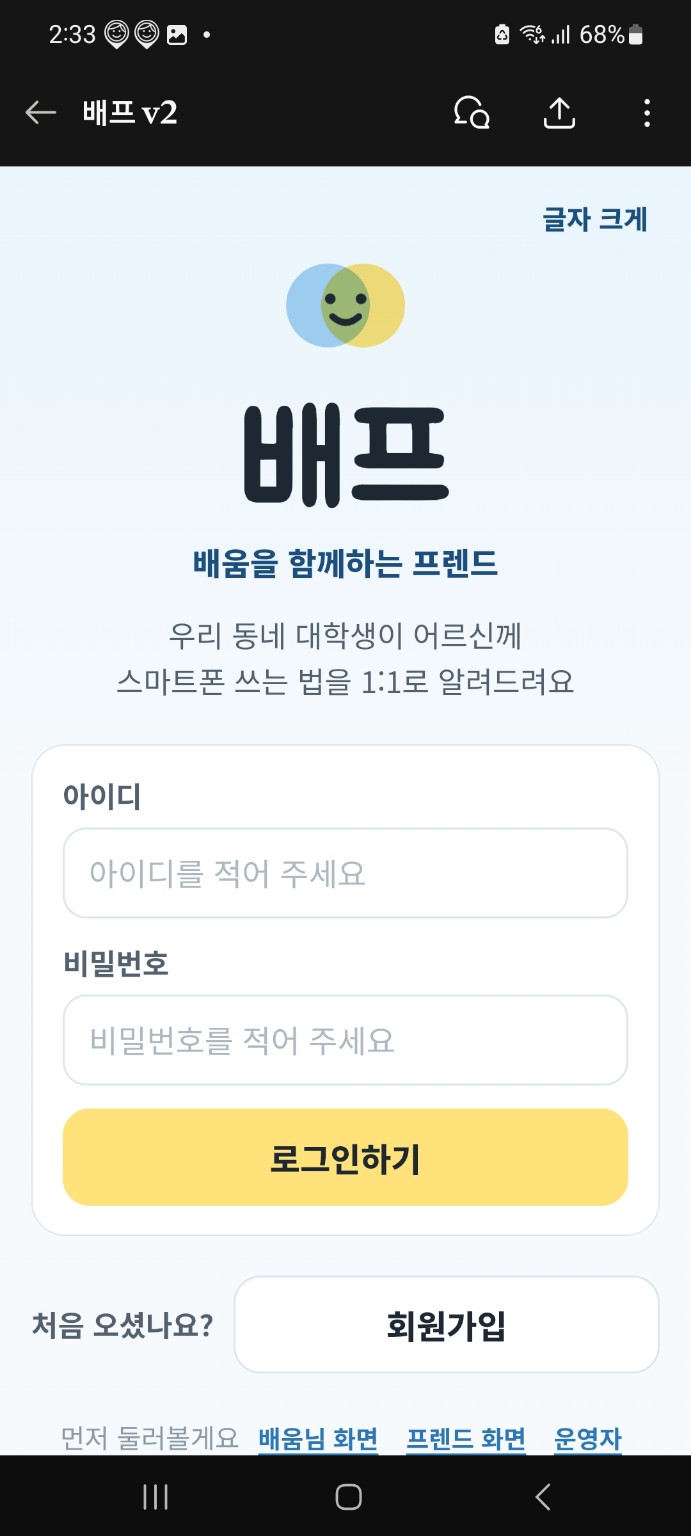 2:33
68%
배프 v2
글자 크게
배프
배움을 함께하는 프렌드
우리 동네 대학생이 어르신께
스마트폰 쓰는 법을 1:1로 알려드려요
아이디
아이디를 적어 주세요
비밀번호
비밀번호를 적어 주세요
로그인하기
처음 오셨나요? 회원가입
먼저 둘러볼게요 배움님 화면 프렌드 화면 운영자